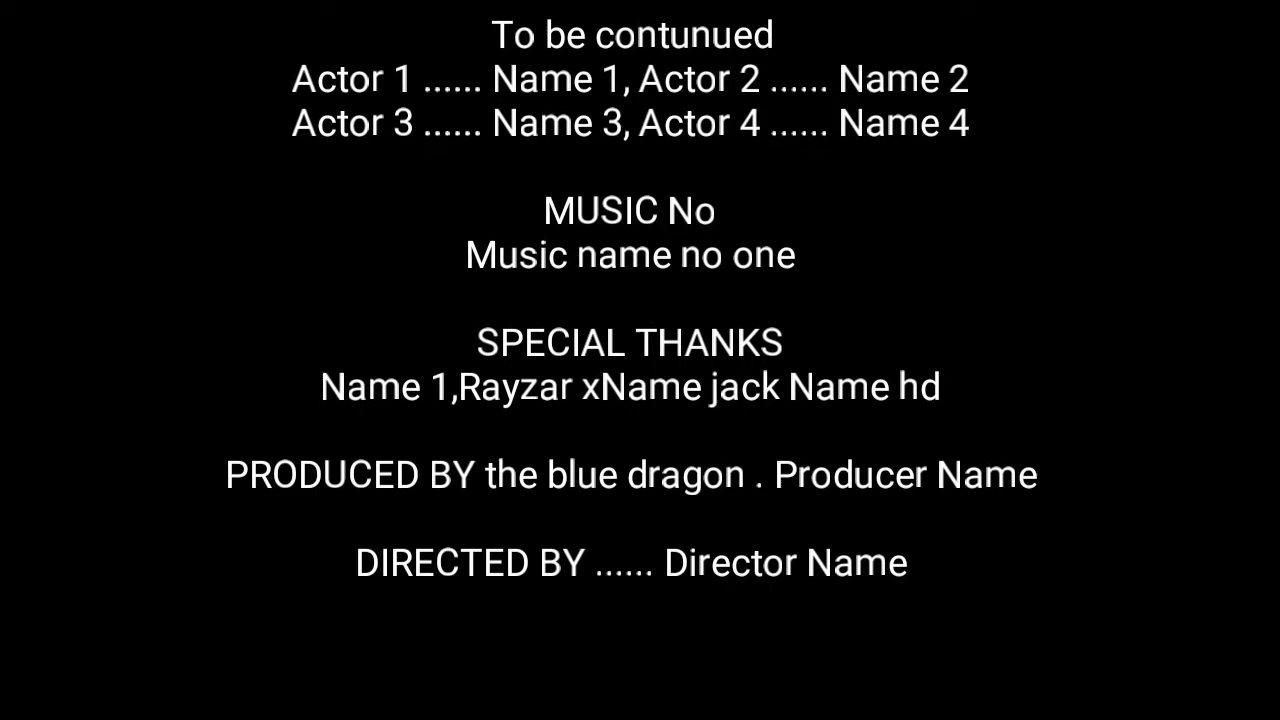 To be contunued
Actor 1 ...... Name 1, Actor 2 ...... Name 2
Actor 3 ...... Name 3, Actor 4 ...... Name 4
MUSIC No
Music name no one
SPECIAL THANKS
Name 1,Rayzar xName jack Name hd
PRODUCED BY the blue dragon . Producer Name
DIRECTED BY ...... Director Name